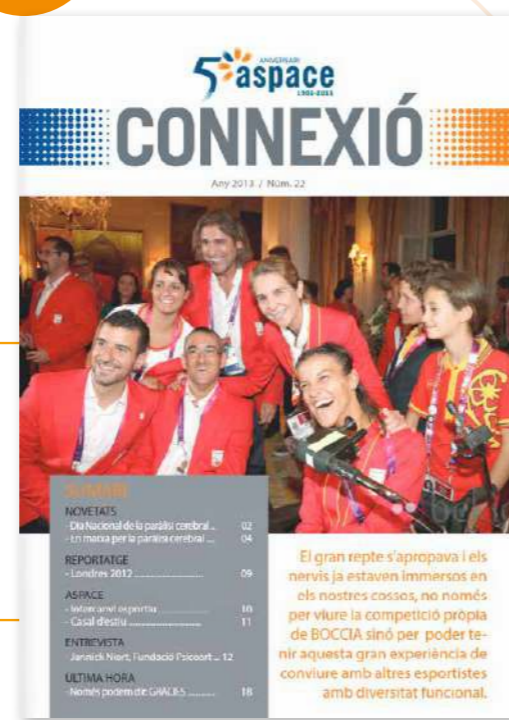 ANIVERSARI
50 aspace
1961-2011
CONNEXIÓ
Any 2013 / Núm. 22
SUMARI
NOVETATS
- Dia Nacional de la paràlisi cerebral .. 02
- En marxa per la paràlisi cerebral .... 04
REPORTATGE
- Londres 2012 ........................ 09
ASPACE
- Intercanvi esportiu .................. 10
- Casal d'estiu ......................... 11
ENTREVISTA
- Jannick Niort, Fundació Psicoart .. 12
ÚLTIMA HORA
- Només podem dir GRÀCIES .......... 18
El gran repte s'apropava i els
nervis ja estaven immersos en
els nostres cossos, no només
per viure la competició pròpia
de BOCCIA sinó per poder te-
nir aquesta gran experiència de
conviure amb altres esportistes
amb diversitat funcional.